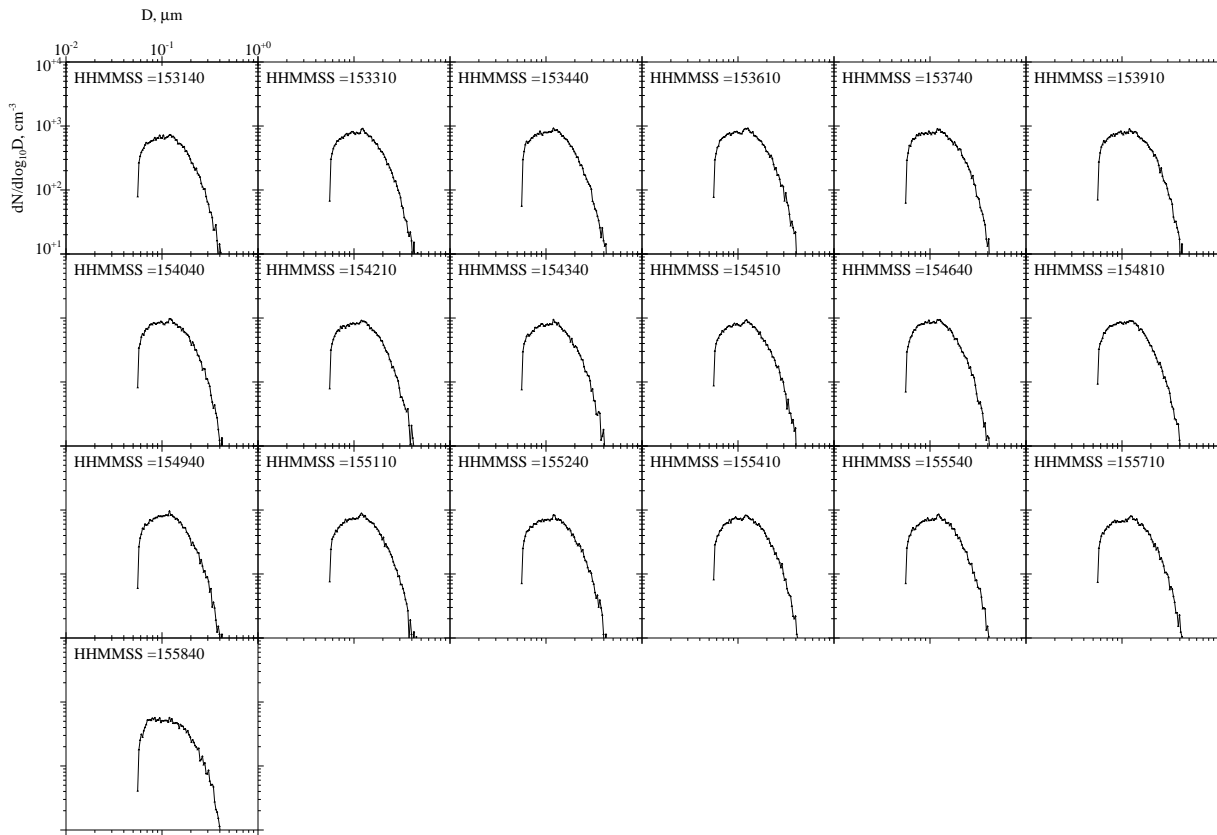 D, μm
10⁻² 10⁻¹ 10⁺⁰
10⁺⁴
HHMMSS =153140 HHMMSS =153310 HHMMSS =153440 HHMMSS =153610 HHMMSS =153740 HHMMSS =153910
10⁺³
dN/dlog₁₀D, cm⁻³
10⁺²
10⁺¹
HHMMSS =154040 HHMMSS =154210 HHMMSS =154340 HHMMSS =154510 HHMMSS =154640 HHMMSS =154810
HHMMSS =154940 HHMMSS =155110 HHMMSS =155240 HHMMSS =155410 HHMMSS =155540 HHMMSS =155710
HHMMSS =155840